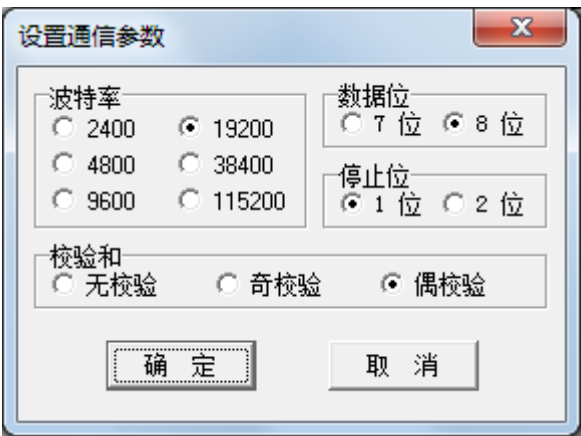 设置通信参数
波特率
2400 19200
4800 38400
9600 115200
数据位
7 位 8 位
停止位
1 位 2 位
校验和
无校验 奇校验 偶校验
确 定 取 消